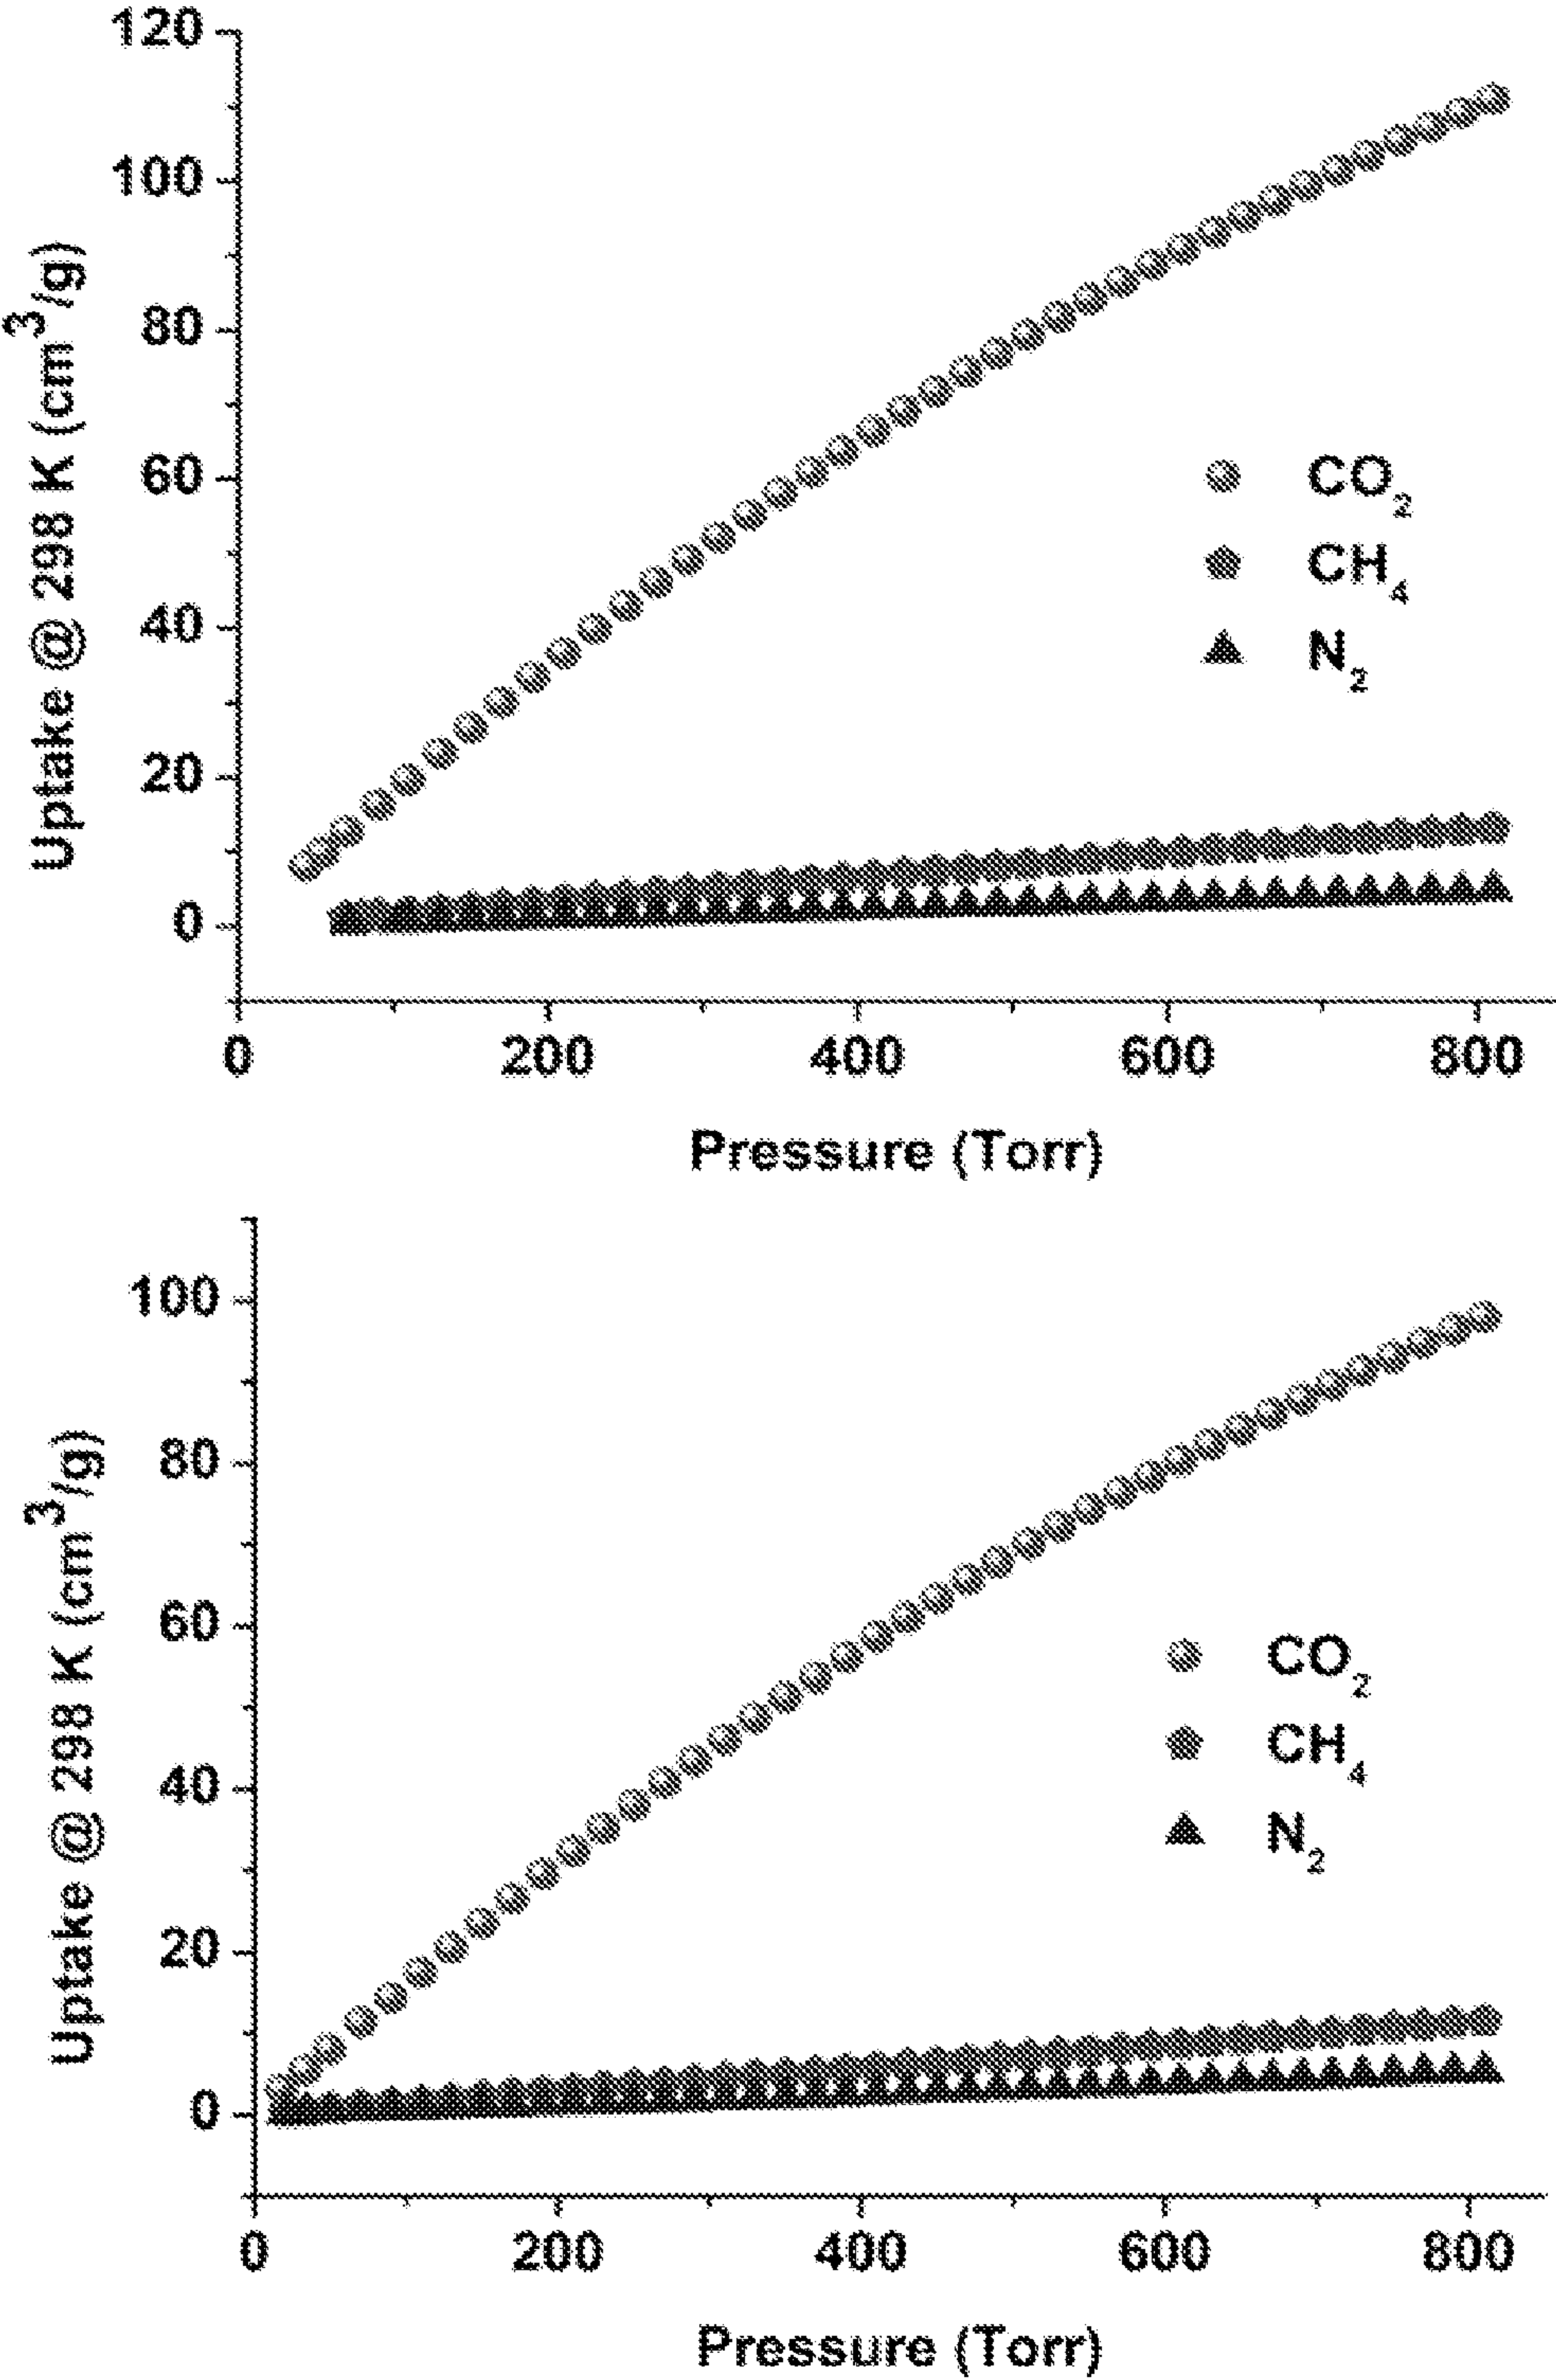 120
100
80
60
40
20
0
Uptake @ 298 K (cm³/g)
CO₂
CH₄
N₂
0 200 400 600 800
Pressure (Torr)
100
80
60
40
20
0
Uptake @ 298 K (cm³/g)
CO₂
CH₄
N₂
0 200 400 600 800
Pressure (Torr)